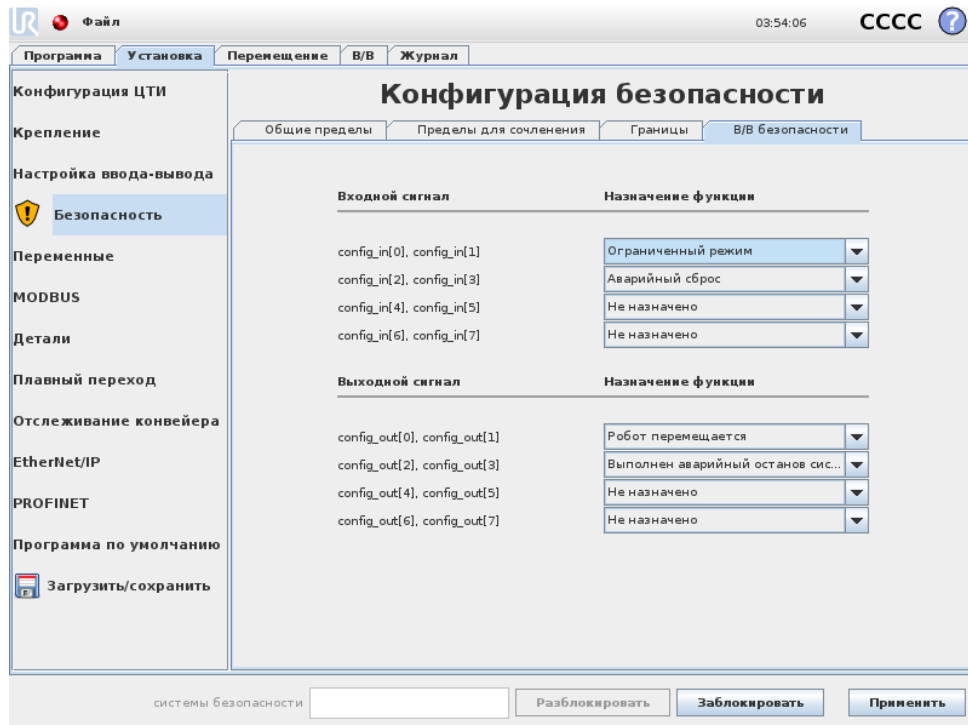 UR Файл 03:54:06 CCCC ?
Программа Установка Перемещение В/В Журнал
Конфигурация ЦТИ
Крепление
Настройка ввода-вывода
Безопасность
Переменные
MODBUS
Детали
Плавный переход
Отслеживание конвейера
EtherNet/IP
PROFINET
Программа по умолчанию
Загрузить/сохранить
Конфигурация безопасности
Общие пределы Пределы для сочленения Границы В/В безопасности
Входной сигнал Назначение функции
config_in[0], config_in[1] Ограниченный режим
config_in[2], config_in[3] Аварийный сброс
config_in[4], config_in[5] Не назначено
config_in[6], config_in[7] Не назначено
Выходной сигнал Назначение функции
config_out[0], config_out[1] Робот перемещается
config_out[2], config_out[3] Выполнен аварийный останов сис...
config_out[4], config_out[5] Не назначено
config_out[6], config_out[7] Не назначено
системы безопасности Разблокировать Заблокировать Применить